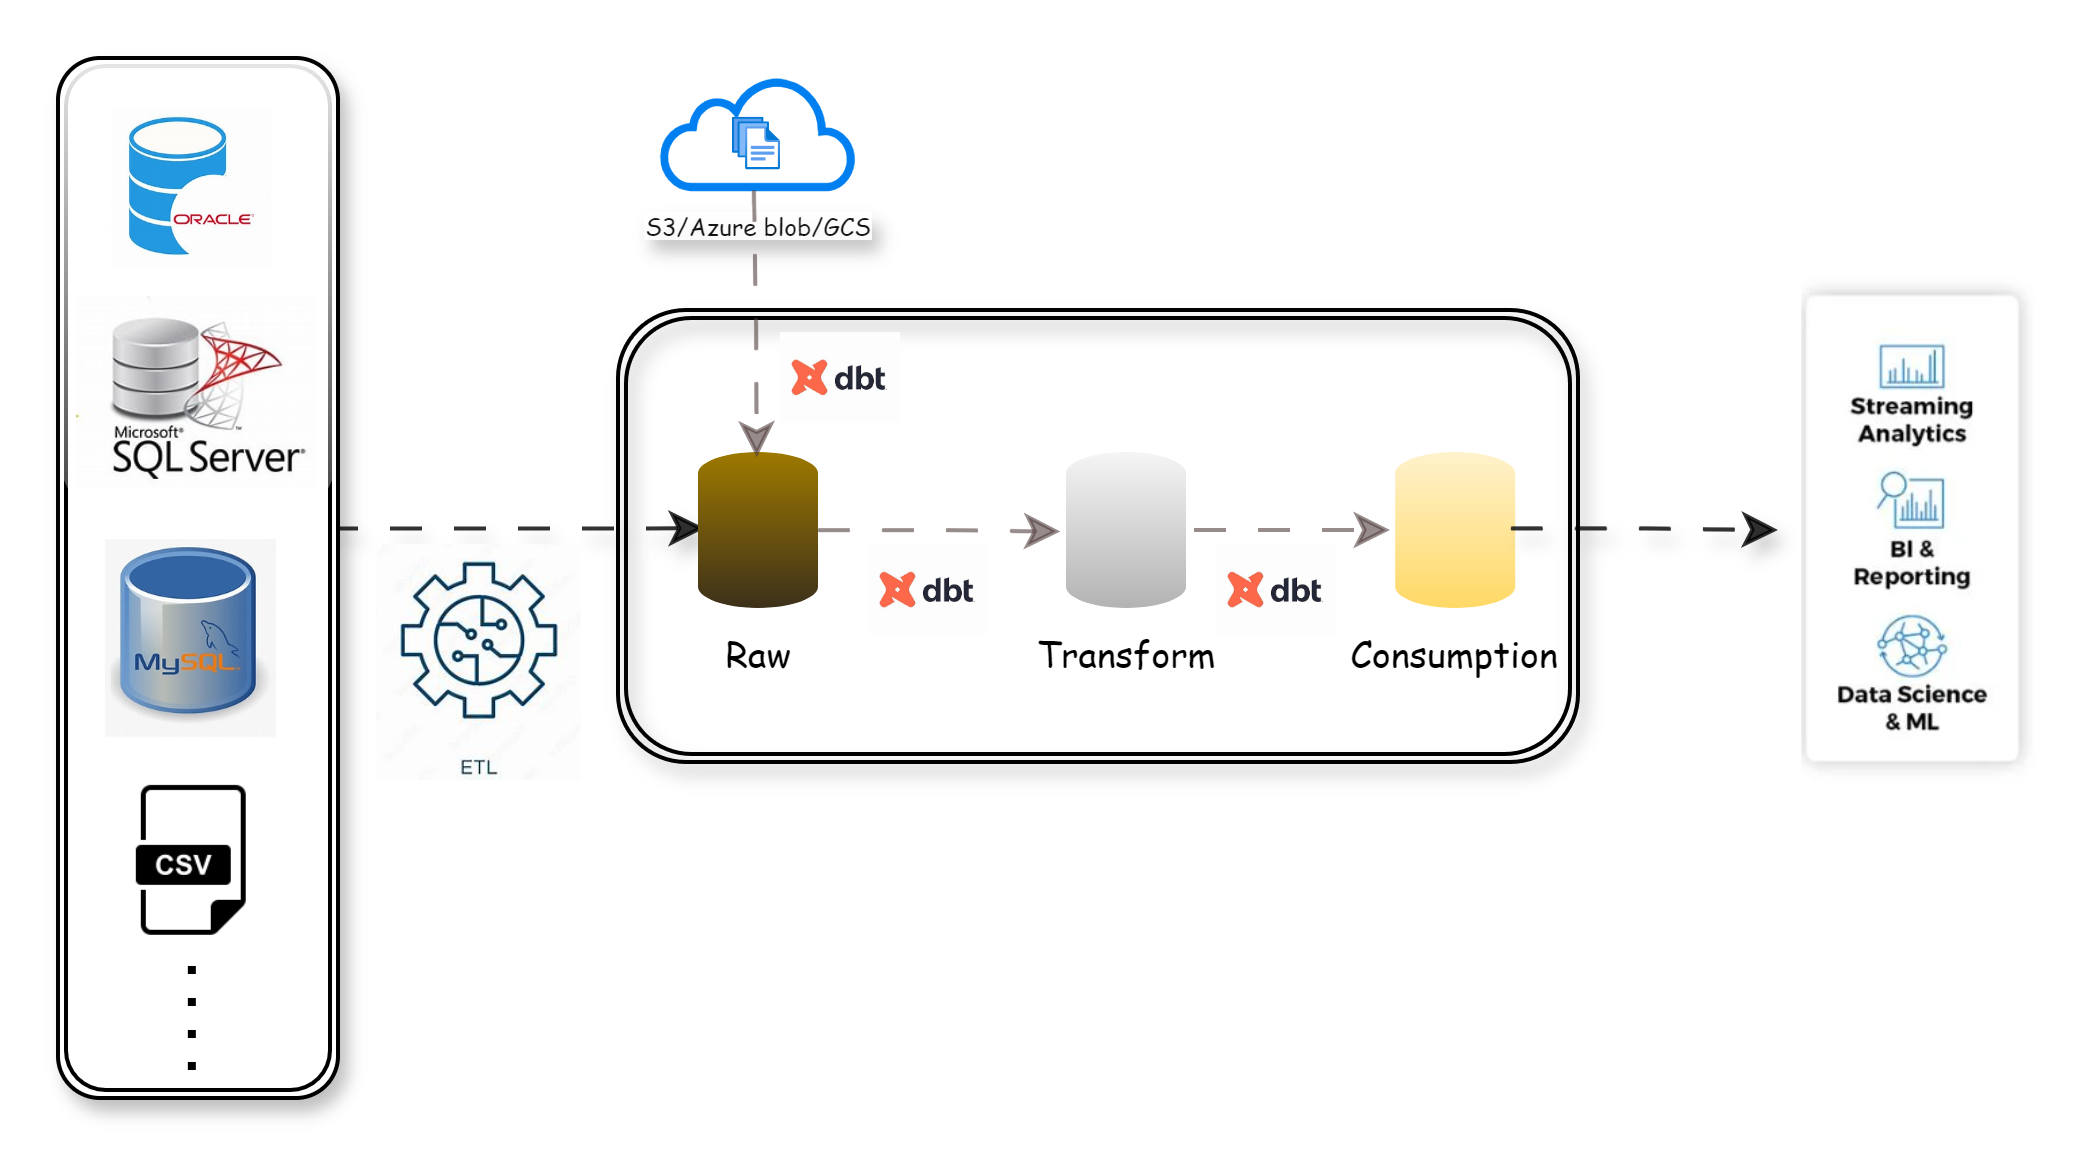 ORACLE
Microsoft®
SQL Server®
MySQL
CSV
ETL
S3/Azure blob/GCS
dbt
dbt
dbt
Raw
Transform
Consumption
Streaming
Analytics
BI &
Reporting
Data Science
& ML